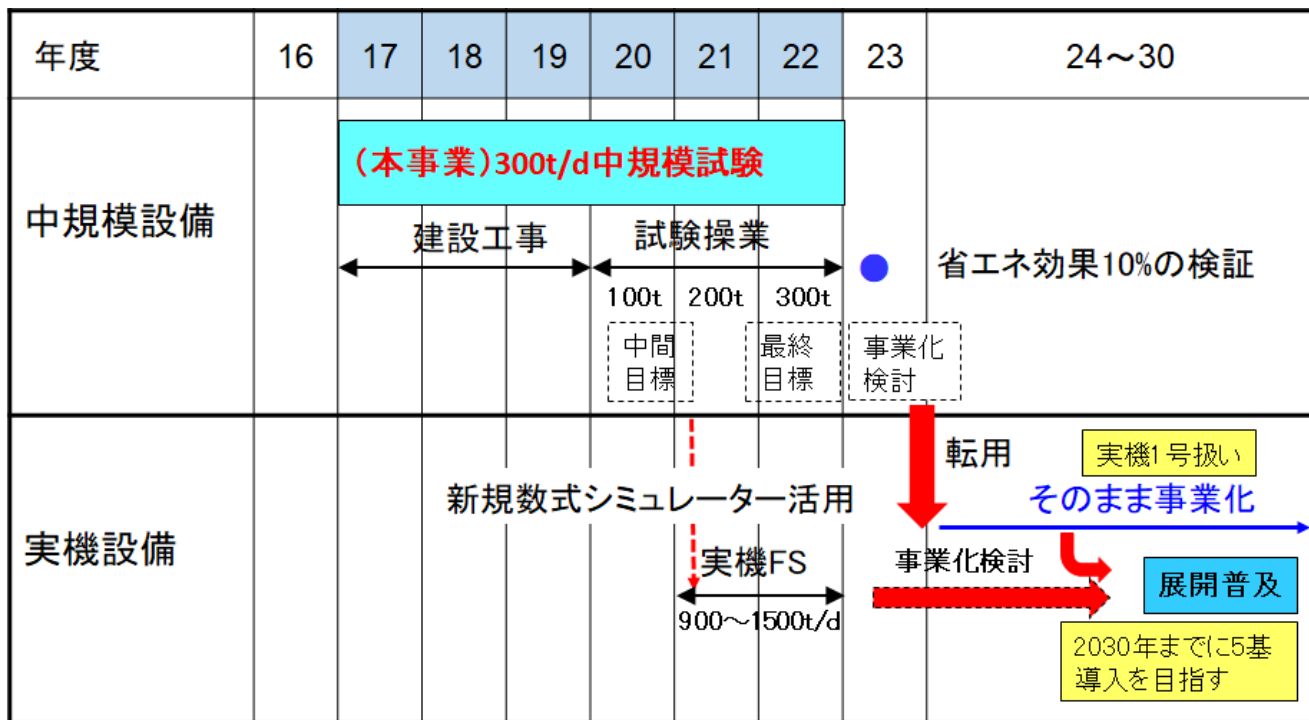 年度 16 17 18 19 20 21 22 23 24～30
(本事業)300t/d中規模試験
中規模設備
建設工事 試験操業
省エネ効果10%の検証
100t 200t 300t
中間
目標
最終
目標
事業化
検討
転用
実機1号扱い
新規数式シミュレーター活用
そのまま事業化
実機設備
実機FS
事業化検討
展開普及
900～1500t/d
2030年までに5基
導入を目指す